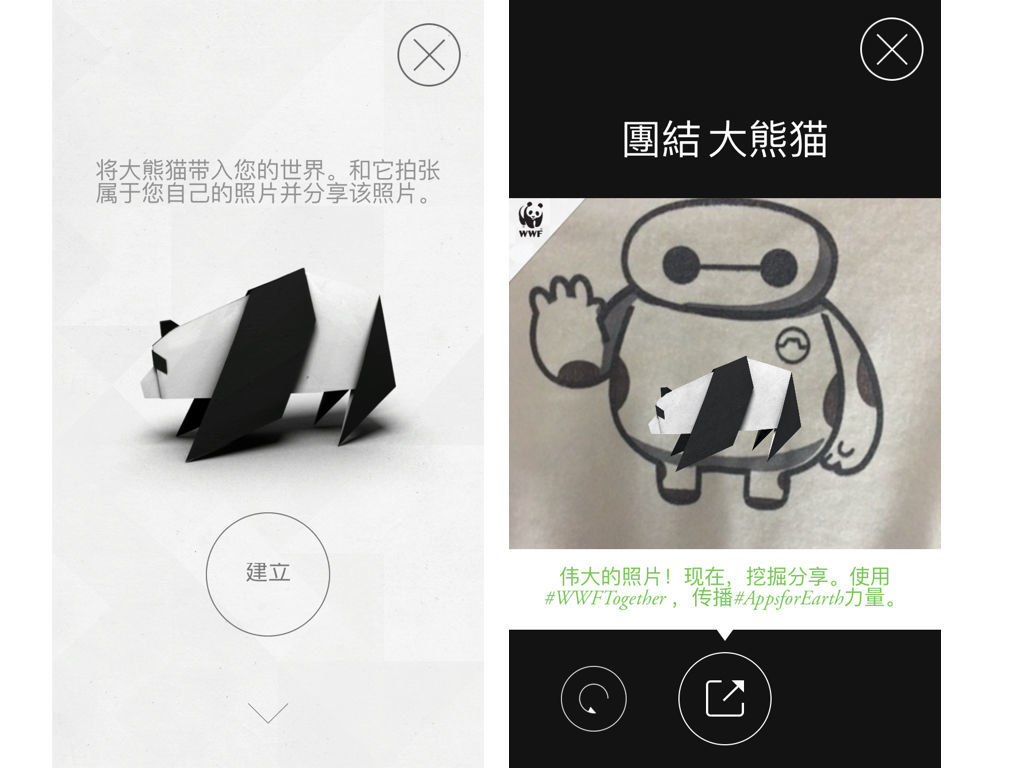 将大熊猫带入您的世界。和它拍张
属于您自己的照片并分享该照片。
建立
團結 大熊猫
WWF
伟大的照片！现在，挖掘分享。使用
#WWFTogether ，传播#AppsforEarth力量。